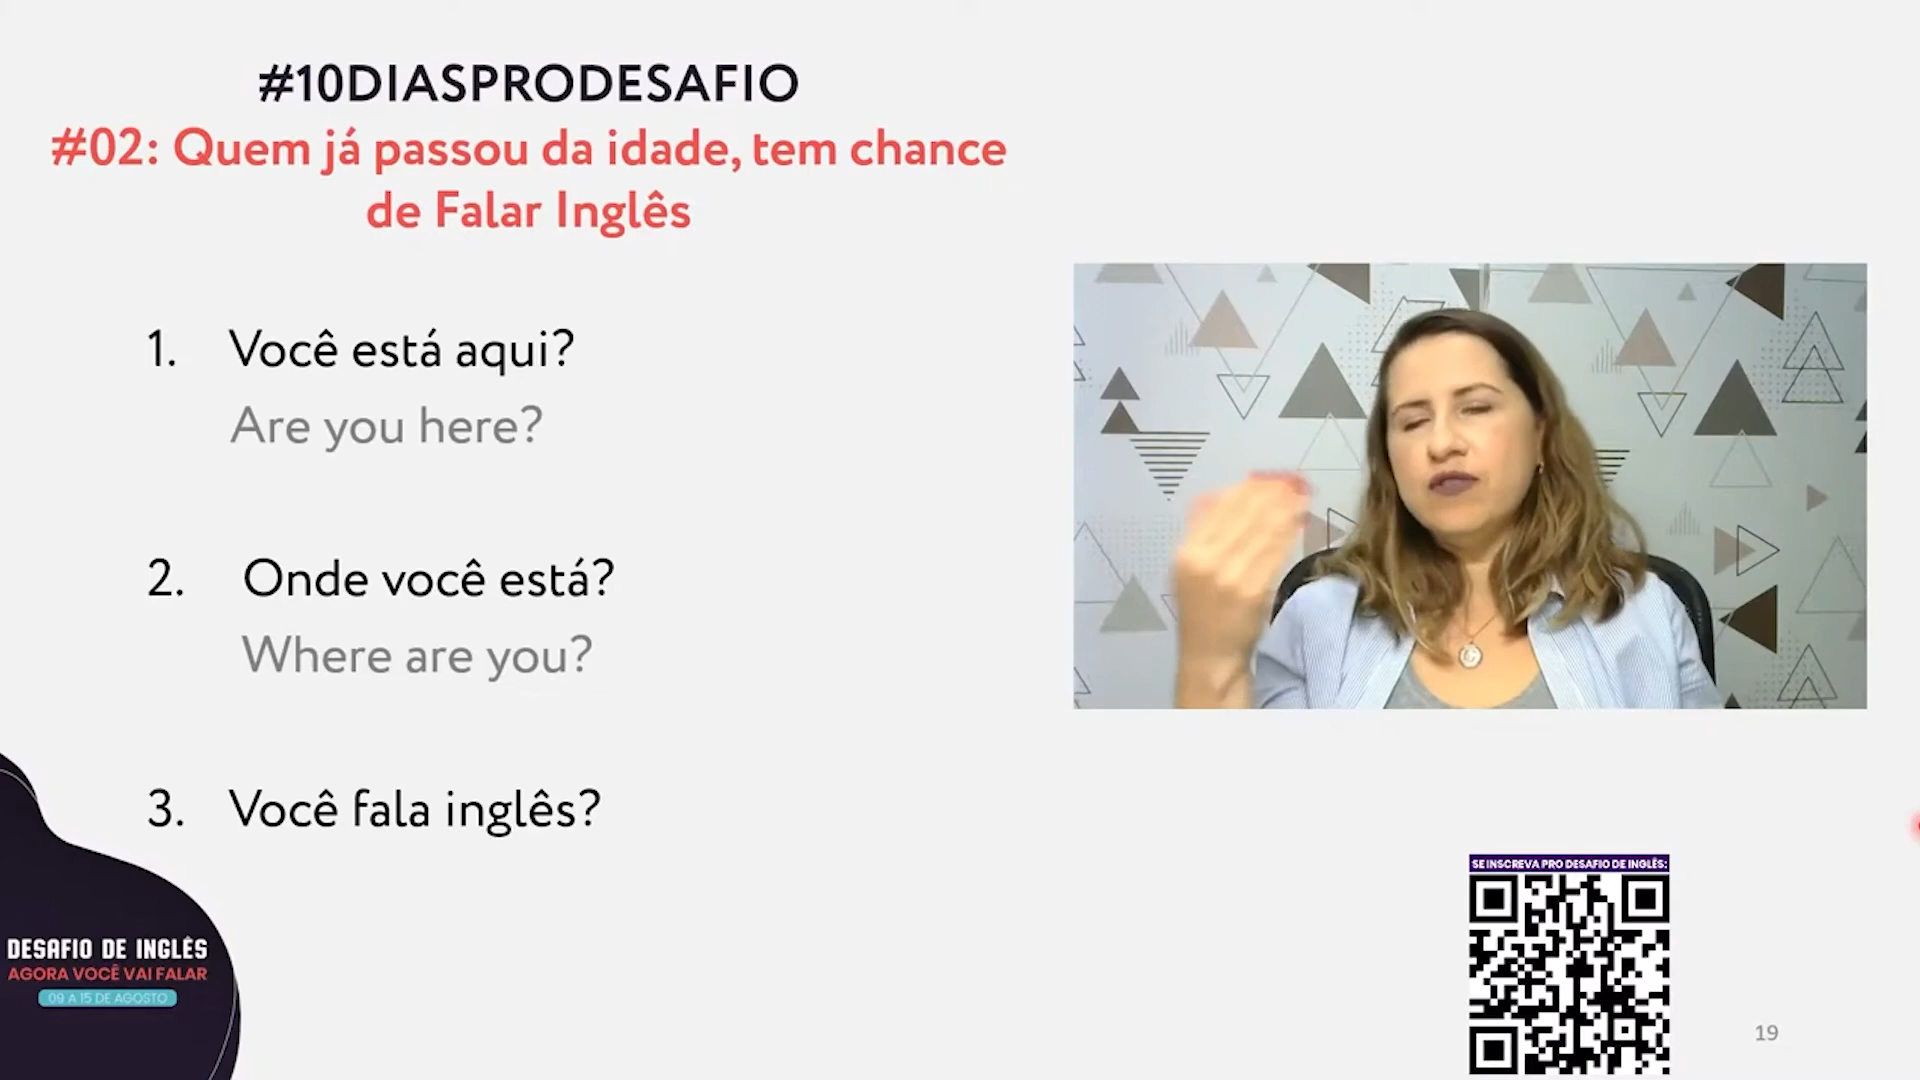 #10DIASPRODESAFIO
#02: Quem já passou da idade, tem chance
de Falar Inglês
1. Você está aqui?
Are you here?
2. Onde você está?
Where are you?
3. Você fala inglês?
DESAFIO DE INGLÊS
AGORA VOCÊ VAI FALAR
09 A 15 DE AGOSTO
SE INSCREVA PRO DESAFIO DE INGLÊS:
19